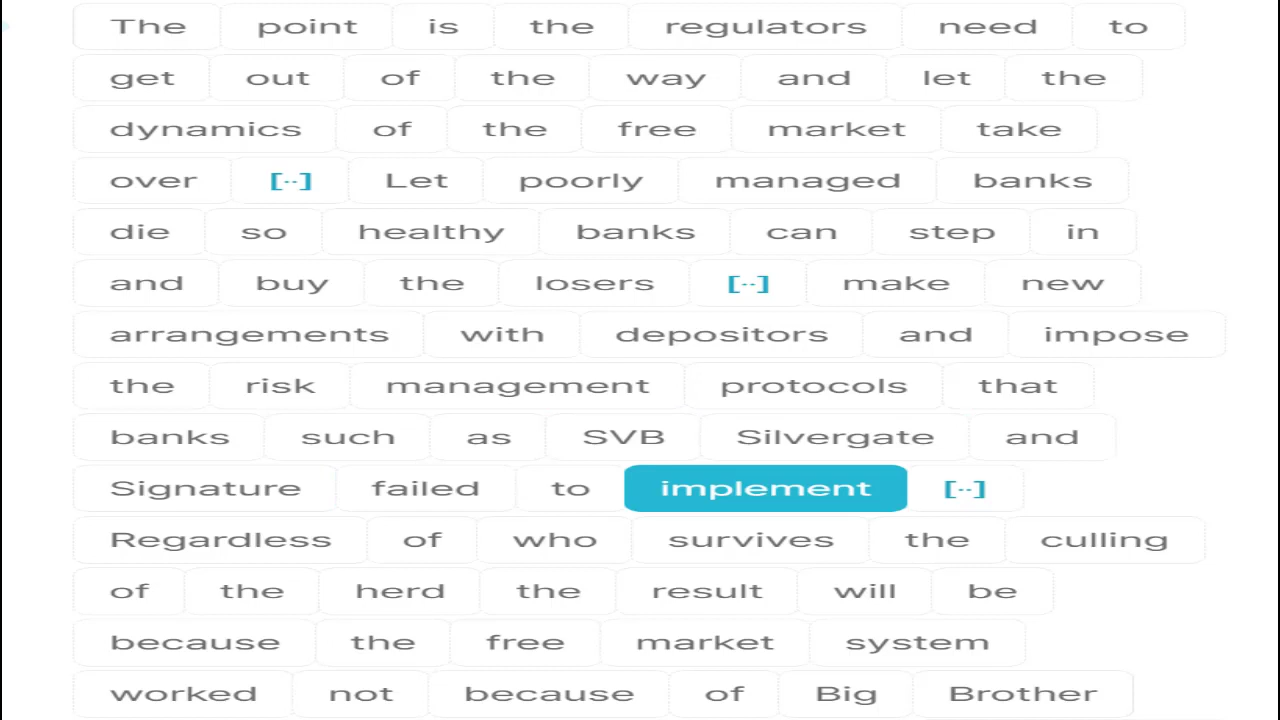 The point is the regulators need to
get out of the way and let the
dynamics of the free market take
over [··] Let poorly managed banks
die so healthy banks can step in
and buy the losers [··] make new
arrangements with depositors and impose
the risk management protocols that
banks such as SVB Silvergate and
Signature failed to implement [··]
Regardless of who survives the culling
of the herd the result will be
because the free market system
worked not because of Big Brother